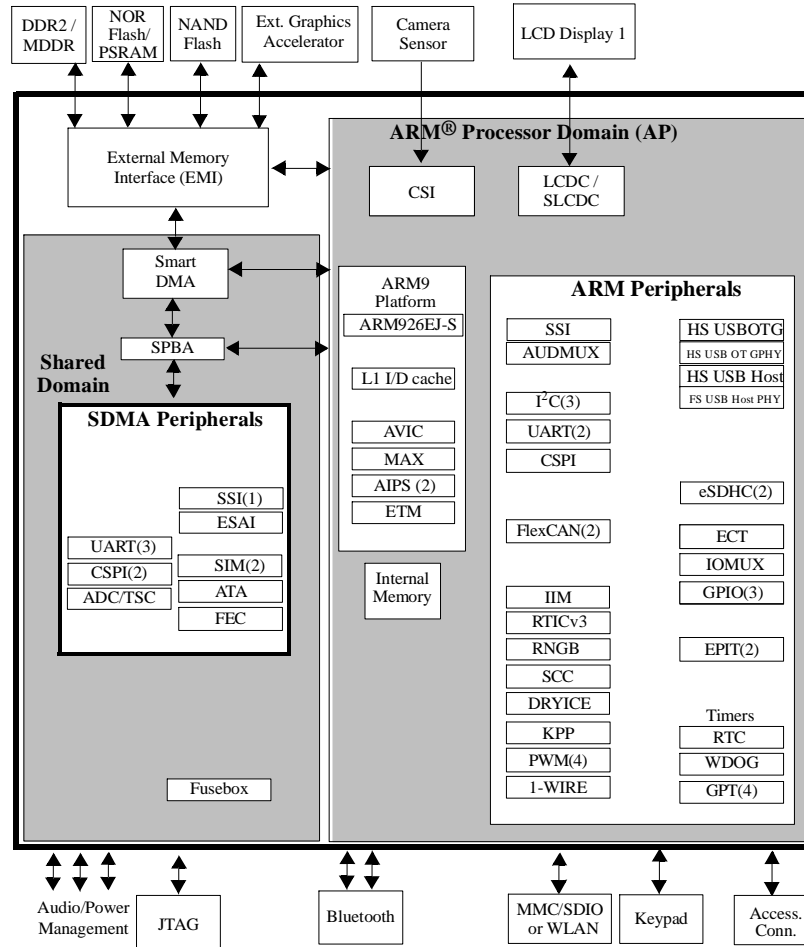 DDR2 /
MDDR
NOR
Flash/
PSRAM
NAND
Flash
Ext. Graphics
Accelerator
Camera
Sensor
LCD Display 1
ARM® Processor Domain (AP)
External Memory
Interface (EMI)
CSI
LCDC /
SLCDC
Smart
DMA
SPBA
Shared
Domain
SDMA Peripherals
SSI(1)
ESAI
UART(3)
CSPI(2)
ADC/TSC
SIM(2)
ATA
FEC
Fusebox
ARM9
Platform
ARM926EJ-S
L1 I/D cache
AVIC
MAX
AIPS (2)
ETM
Internal
Memory
ARM Peripherals
SSI
AUDMUX
I²C(3)
UART(2)
CSPI
FlexCAN(2)
IIM
RTICv3
RNGB
SCC
DRYICE
KPP
PWM(4)
1-WIRE
HS USBOTG
HS USB OT GPHY
HS USB Host
FS USB Host PHY
eSDHC(2)
ECT
IOMUX
GPIO(3)
EPIT(2)
Timers
RTC
WDOG
GPT(4)
Audio/Power
Management
JTAG
Bluetooth
MMC/SDIO
or WLAN
Keypad
Access.
Conn.